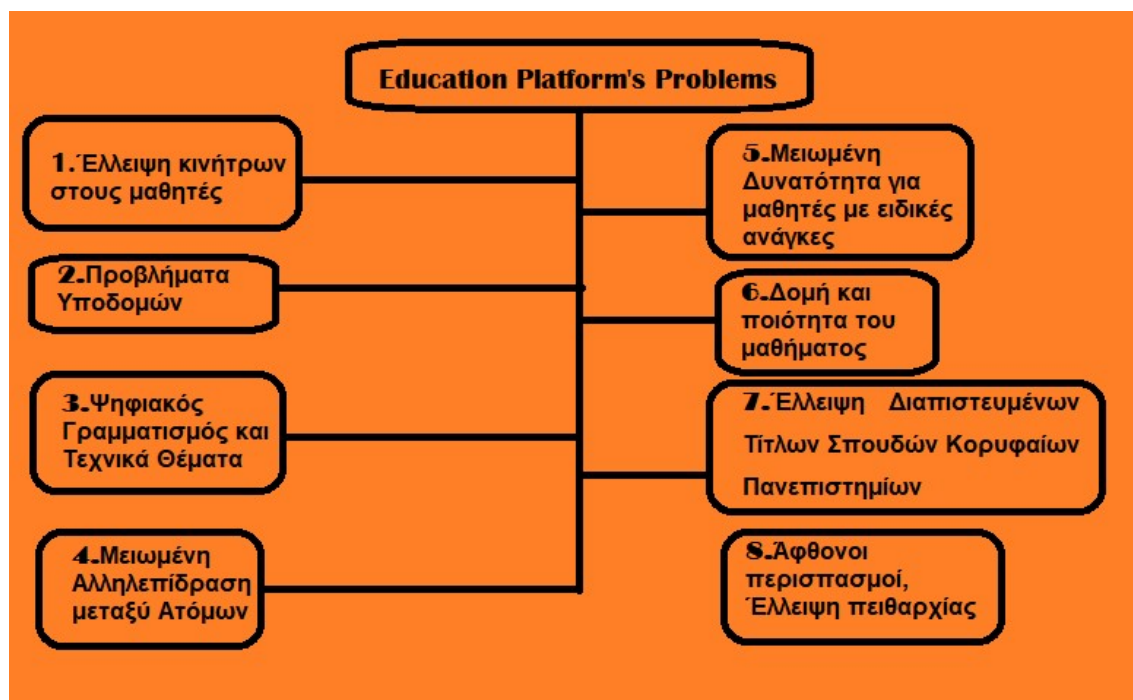 Education Platform's Problems
1.Έλλειψη κινήτρων
στους μαθητές
2.Προβλήματα
Υποδομών
3.Ψηφιακός
Γραμματισμός και
Τεχνικά Θέματα
4.Μειωμένη
Αλληλεπίδραση
μεταξύ Ατόμων
5.Μειωμένη
Δυνατότητα για
μαθητές με ειδικές
ανάγκες
6.Δομή και
ποιότητα του
μαθήματος
7.Έλλειψη Διαπιστευμένων
Τίτλων Σπουδών Κορυφαίων
Πανεπιστημίων
8.Άφθονοι
περισπασμοί,
Έλλειψη πειθαρχίας